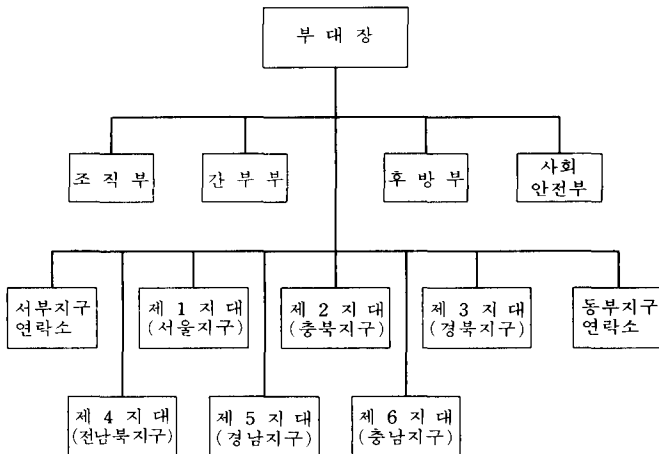 부 대 장
조 직 부
간 부 부
후 방 부
사회
안전부
서부지구
연락소
제 1 지 대
(서울지구)
제 2 지 대
(충북지구)
제 3 지 대
(경북지구)
동부지구
연락소
제 4 지 대
(전남북지구)
제 5 지 대
(경남지구)
제 6 지 대
(충남지구)